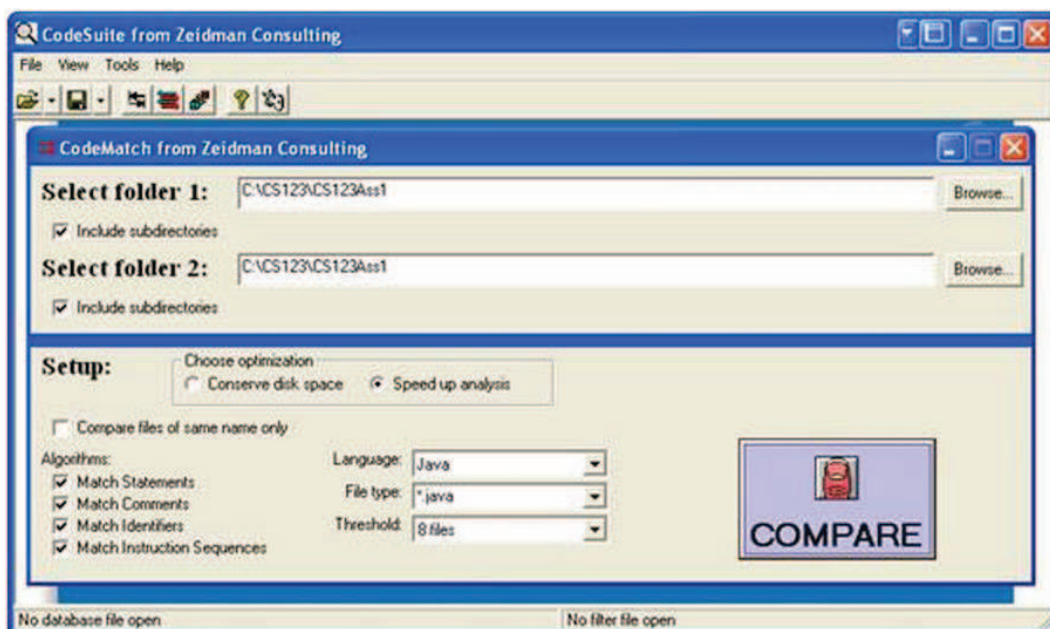 CodeSuite from Zeidman Consulting
File View Tools Help
CodeMatch from Zeidman Consulting
Select folder 1: C:\CS123\CS123Ass1 Browse...
Include subdirectories
Select folder 2: C:\CS123\CS123Ass1 Browse...
Include subdirectories
Setup:
Choose optimization
Conserve disk space Speed up analysis
Compare files of same name only
Algorithms:
Match Statements
Match Comments
Match Identifiers
Match Instruction Sequences
Language: Java
File type: *.java
Threshold: 8 files
COMPARE
No database file open No filter file open